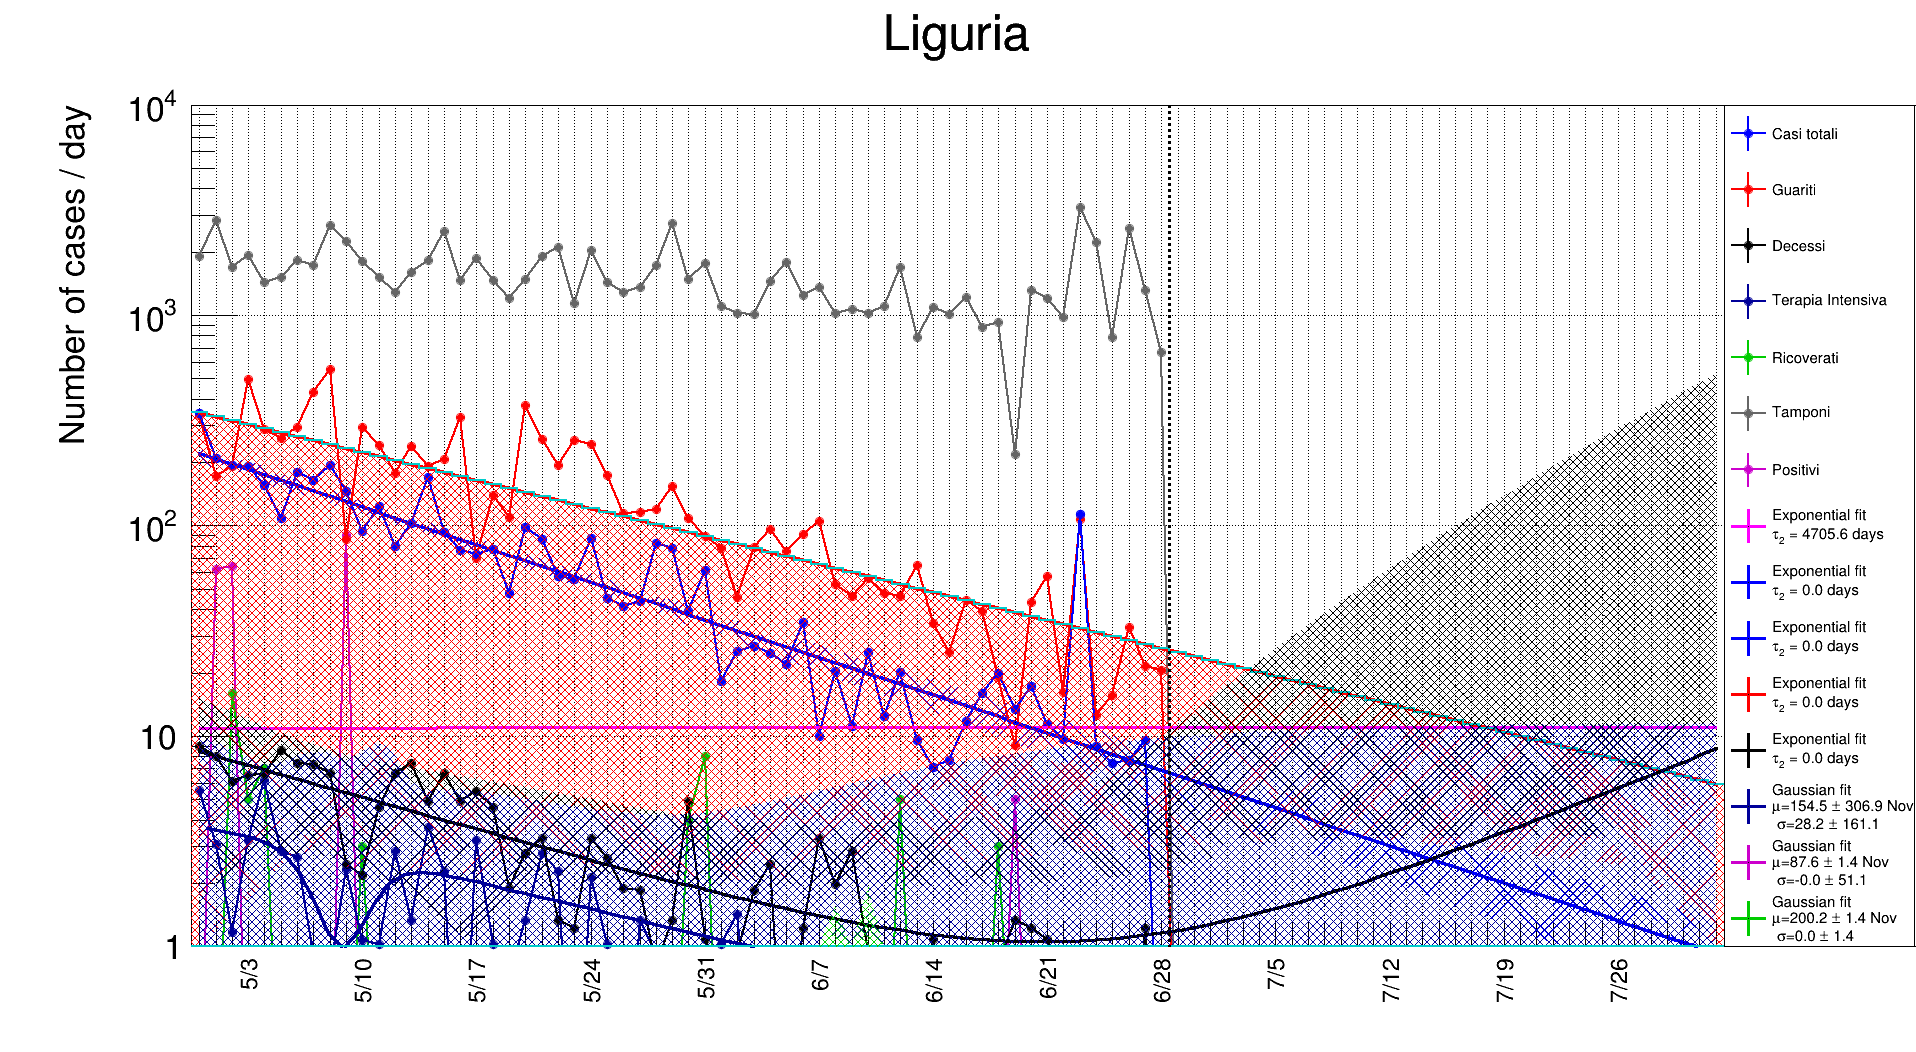 Liguria
Number of cases / day
10^4
10^3
10^2
10
1
5/3
5/10
5/17
5/24
5/31
6/7
6/14
6/21
6/28
7/5
7/12
7/19
7/26
Casi totali
Guariti
Decessi
Terapia Intensiva
Ricoverati
Tamponi
Positivi
Exponential fit
τ₂ = 4705.6 days
Exponential fit
τ₂ = 0.0 days
Exponential fit
τ₂ = 0.0 days
Exponential fit
τ₂ = 0.0 days
Exponential fit
τ₂ = 0.0 days
Gaussian fit
μ=154.5 ± 306.9 Nov
σ=28.2 ± 161.1
Gaussian fit
μ=87.6 ± 1.4 Nov
σ=-0.0 ± 51.1
Gaussian fit
μ=200.2 ± 1.4 Nov
σ=0.0 ± 1.4